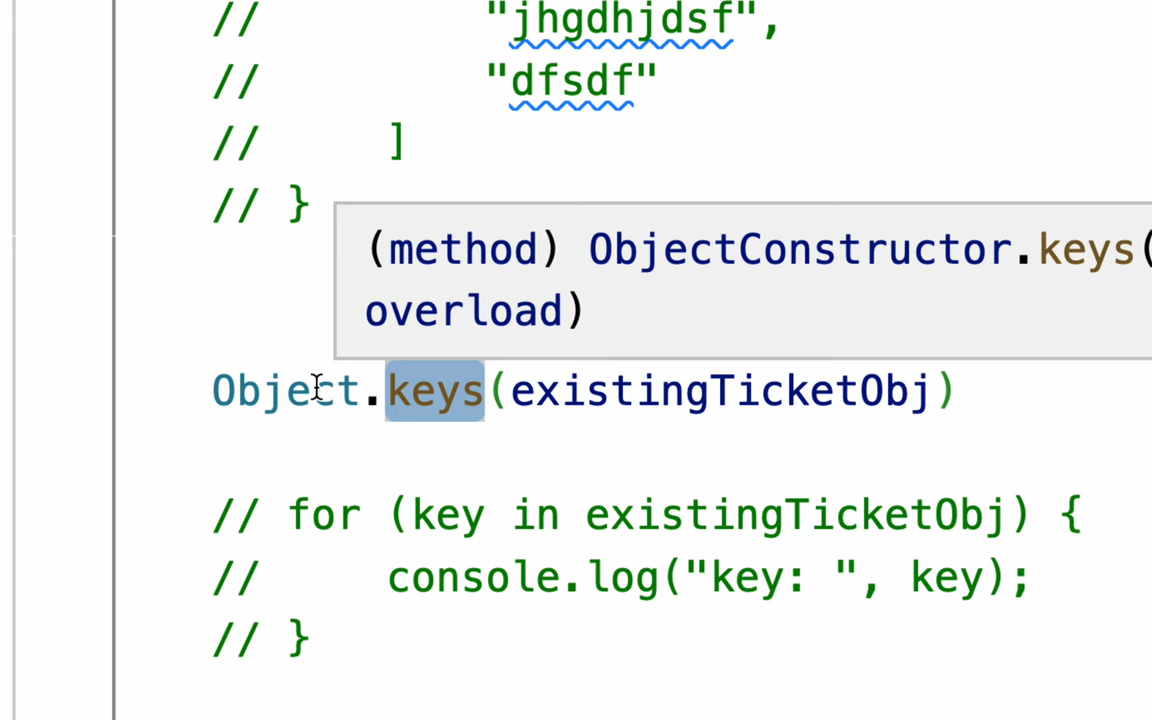 //         "jhgdhjdsf",
//         "dfsdf"
//     ]
// }
(method) ObjectConstructor.keys(
overload)
Object.keys(existingTicketObj)
// for (key in existingTicketObj) {
//     console.log("key: ", key);
// }